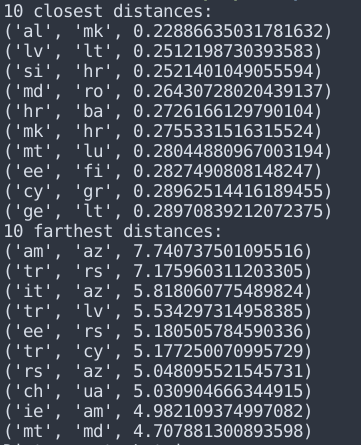 10 closest distances:
('al', 'mk', 0.22886635031781632)
('lv', 'lt', 0.2512198730393583)
('si', 'hr', 0.2521401049055594)
('md', 'ro', 0.26430728020439137)
('hr', 'ba', 0.2726166129790104)
('mk', 'hr', 0.2755331516315524)
('mt', 'lu', 0.28044880967003194)
('ee', 'fi', 0.2827490808148247)
('cy', 'gr', 0.28962514416189455)
('ge', 'lt', 0.28970839212072375)
10 farthest distances:
('am', 'az', 7.740737501095516)
('tr', 'rs', 7.175960311203305)
('it', 'az', 5.818060775489824)
('tr', 'lv', 5.534297314958385)
('ee', 'rs', 5.180505784590336)
('tr', 'cy', 5.177250070995729)
('rs', 'az', 5.048095521545731)
('ch', 'ua', 5.030904666344915)
('ie', 'am', 4.982109374997082)
('mt', 'md', 4.707881300893598)